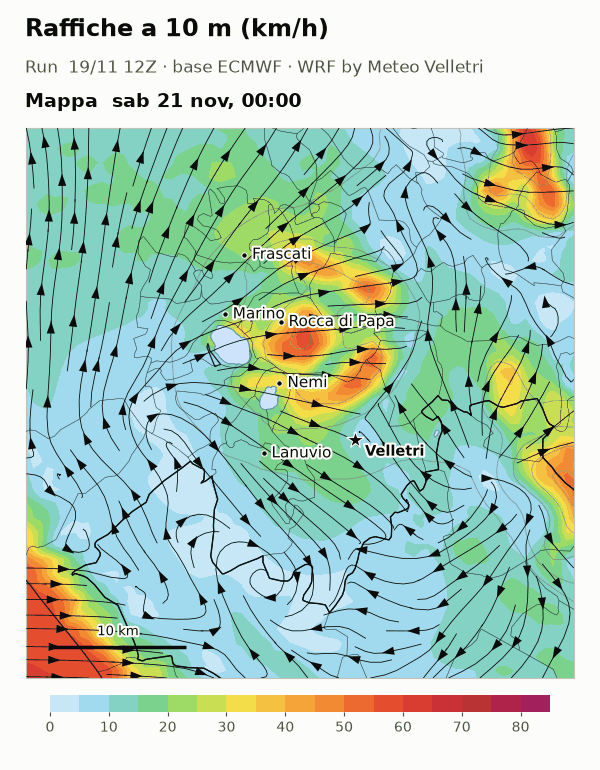 Raffiche a 10 m (km/h)
Run  19/11 12Z · base ECMWF · WRF by Meteo Velletri
Mappa  sab 21 nov, 00:00
Frascati
Marino
Rocca di Papa
Nemi
Velletri
Lanuvio
10 km
0 10 20 30 40 50 60 70 80